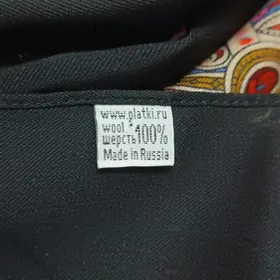 www.platki.ru
wool
шерсть 100%
Made in Russia